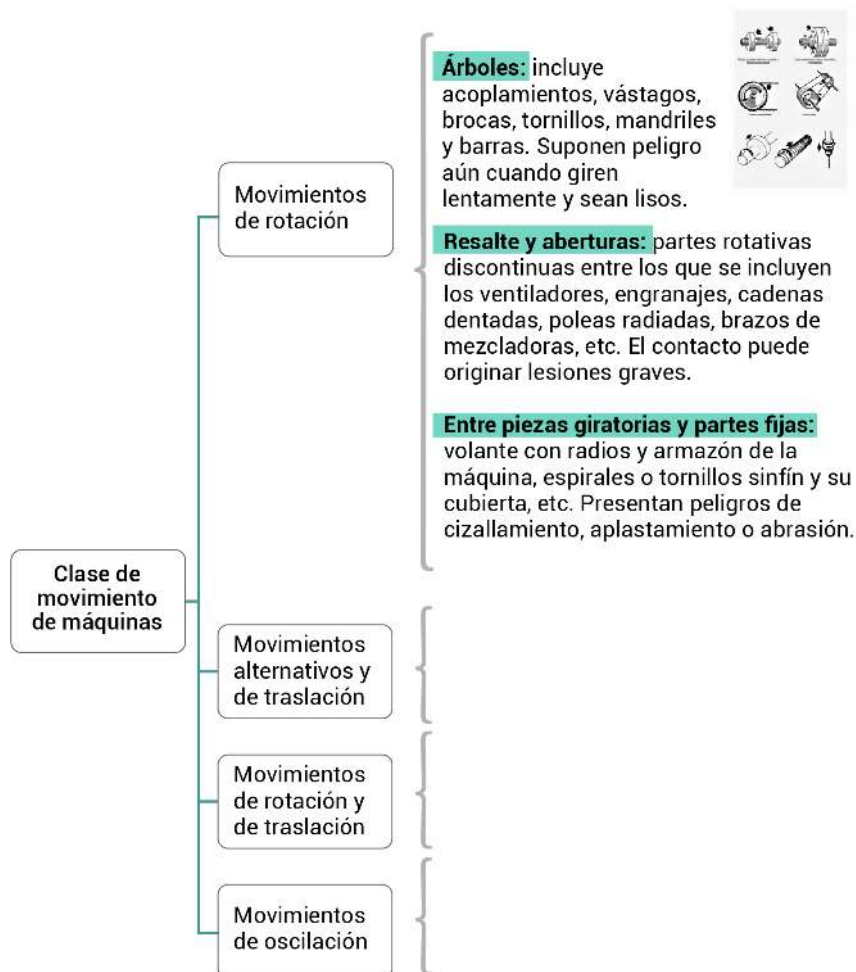 Árboles: incluye
acoplamientos, vástagos,
brocas, tornillos, mandriles
y barras. Suponen peligro
aún cuando giren
lentamente y sean lisos.
Movimientos
de rotación
Resalte y aberturas: partes rotativas
discontinuas entre los que se incluyen
los ventiladores, engranajes, cadenas
dentadas, poleas radiadas, brazos de
mezcladoras, etc. El contacto puede
originar lesiones graves.
Entre piezas giratorias y partes fijas:
volante con radios y armazón de la
máquina, espirales o tornillos sinfín y su
cubierta, etc. Presentan peligros de
cizallamiento, aplastamiento o abrasión.
Clase de
movimiento
de máquinas
Movimientos
alternativos y
de traslación
Movimientos
de rotación y
de traslación
Movimientos
de oscilación